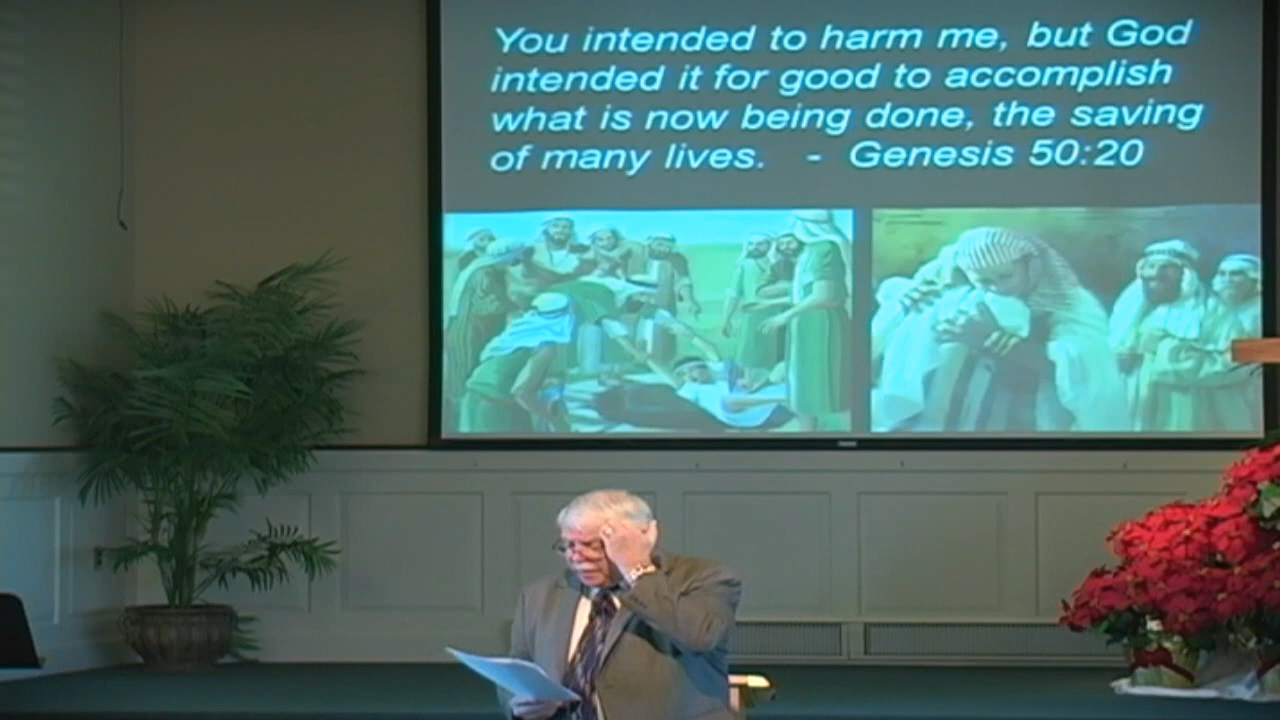 You intended to harm me, but God
intended it for good to accomplish
what is now being done, the saving
of many lives. - Genesis 50:20